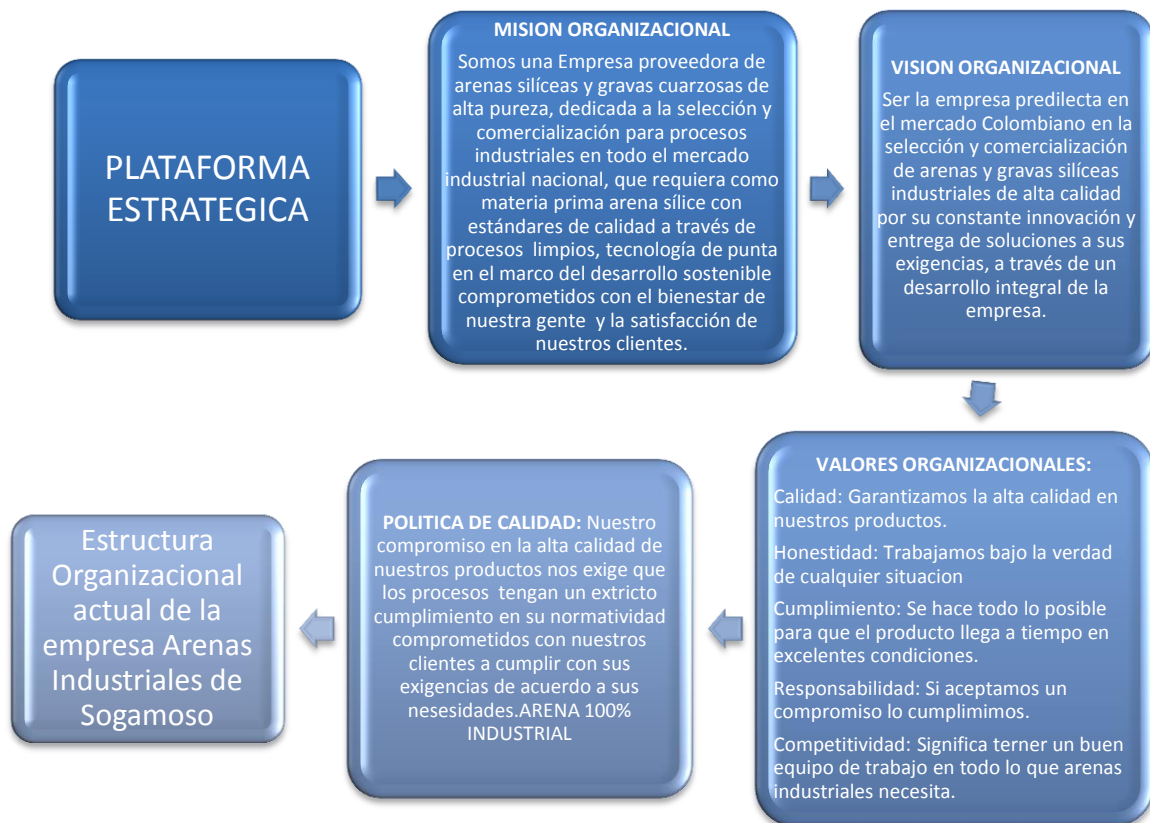 PLATAFORMA
ESTRATEGICA
MISION ORGANIZACIONAL
Somos una Empresa proveedora de
arenas silíceas y gravas cuarzosas de
alta pureza, dedicada a la selección y
comercialización para procesos
industriales en todo el mercado
industrial nacional, que requiera como
materia prima arena sílice con
estándares de calidad a través de
procesos limpios, tecnología de punta
en el marco del desarrollo sostenible
comprometidos con el bienestar de
nuestra gente y la satisfacción de
nuestros clientes.
VISION ORGANIZACIONAL
Ser la empresa predilecta en
el mercado Colombiano en la
selección y comercialización
de arenas y gravas silíceas
industriales de alta calidad
por su constante innovación y
entrega de soluciones a sus
exigencias, a través de un
desarrollo integral de la
empresa.
VALORES ORGANIZACIONALES:
Calidad: Garantizamos la alta calidad en
nuestros productos.
Honestidad: Trabajamos bajo la verdad
de cualquier situacion
Cumplimiento: Se hace todo lo posible
para que el producto llega a tiempo en
excelentes condiciones.
Responsabilidad: Si aceptamos un
compromiso lo cumplimimos.
Competitividad: Significa terner un buen
equipo de trabajo en todo lo que arenas
industriales necesita.
POLITICA DE CALIDAD: Nuestro
compromiso en la alta calidad de
nuestros productos nos exige que
los procesos tengan un extricto
cumplimiento en su normatividad
comprometidos con nuestros
clientes a cumplir con sus
exigencias de acuerdo a sus
nesesidades.ARENA 100%
INDUSTRIAL
Estructura
Organizacional
actual de la
empresa Arenas
Industriales de
Sogamoso